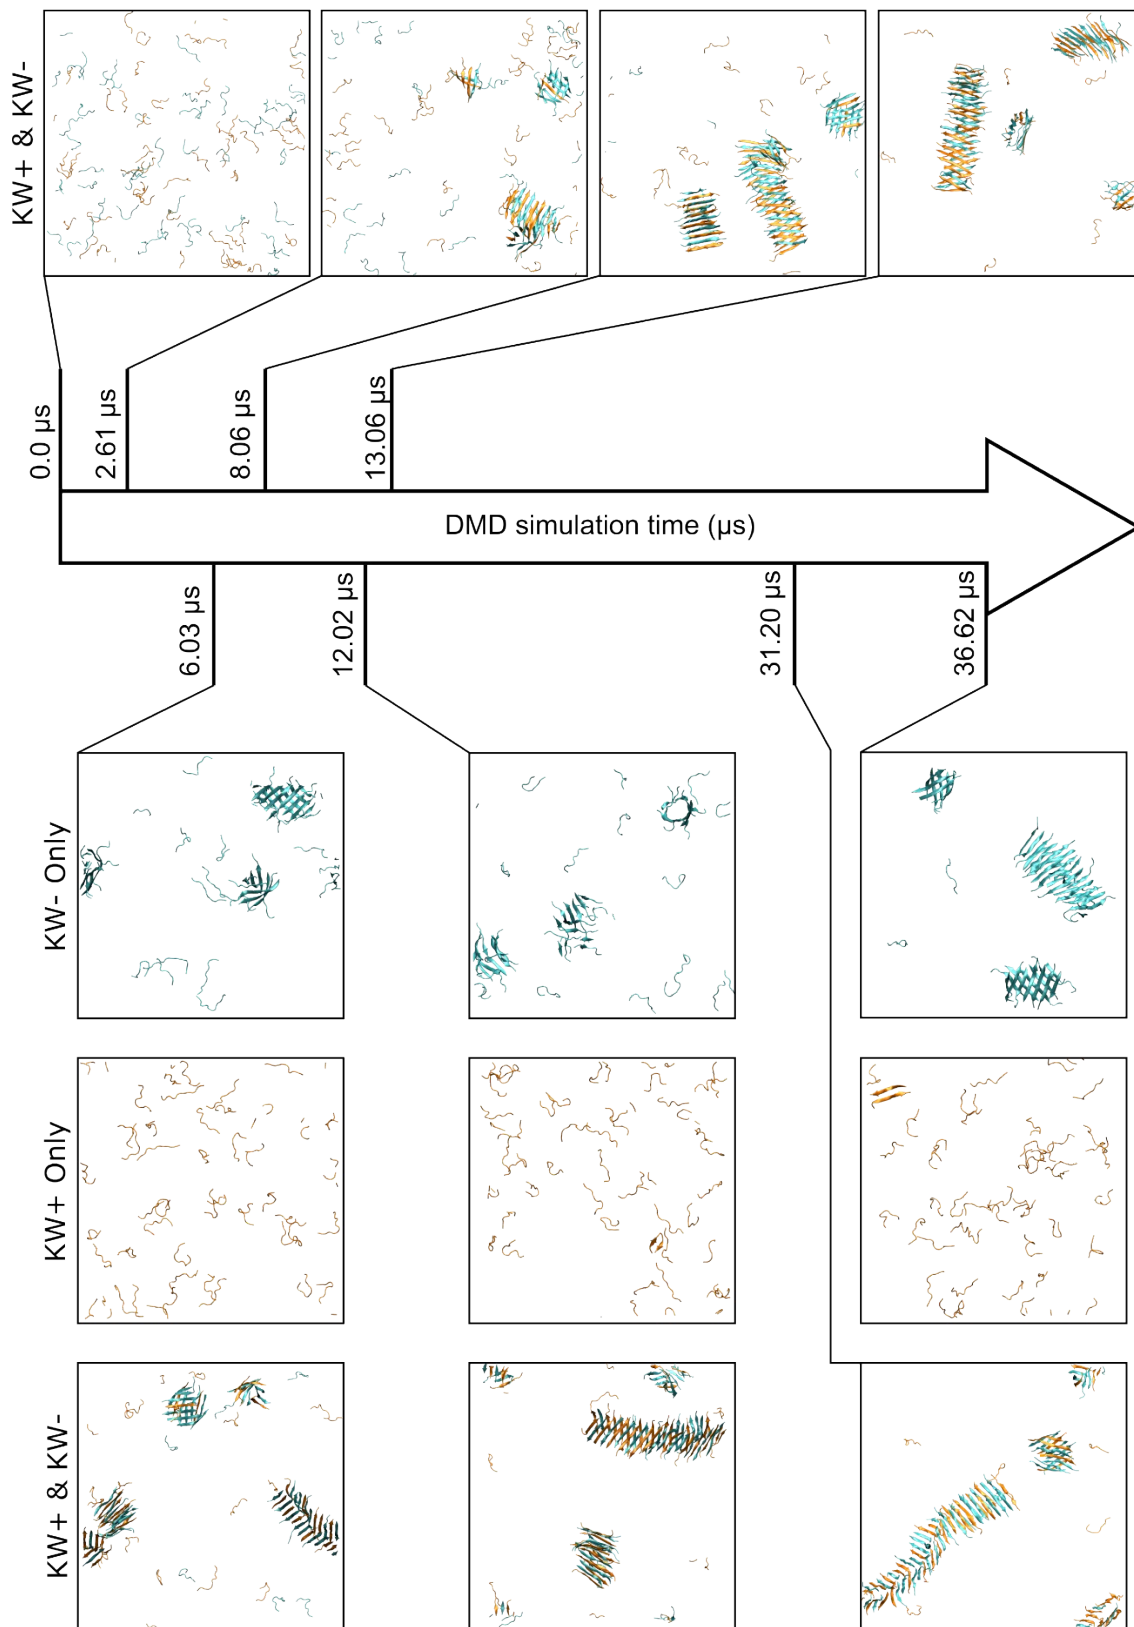 KW+ & KW-
0.0 µs
2.61 µs
8.06 µs
13.06 µs
DMD simulation time (µs)
6.03 µs
12.02 µs
31.20 µs
36.62 µs
KW- Only
KW+ Only
KW+ & KW-